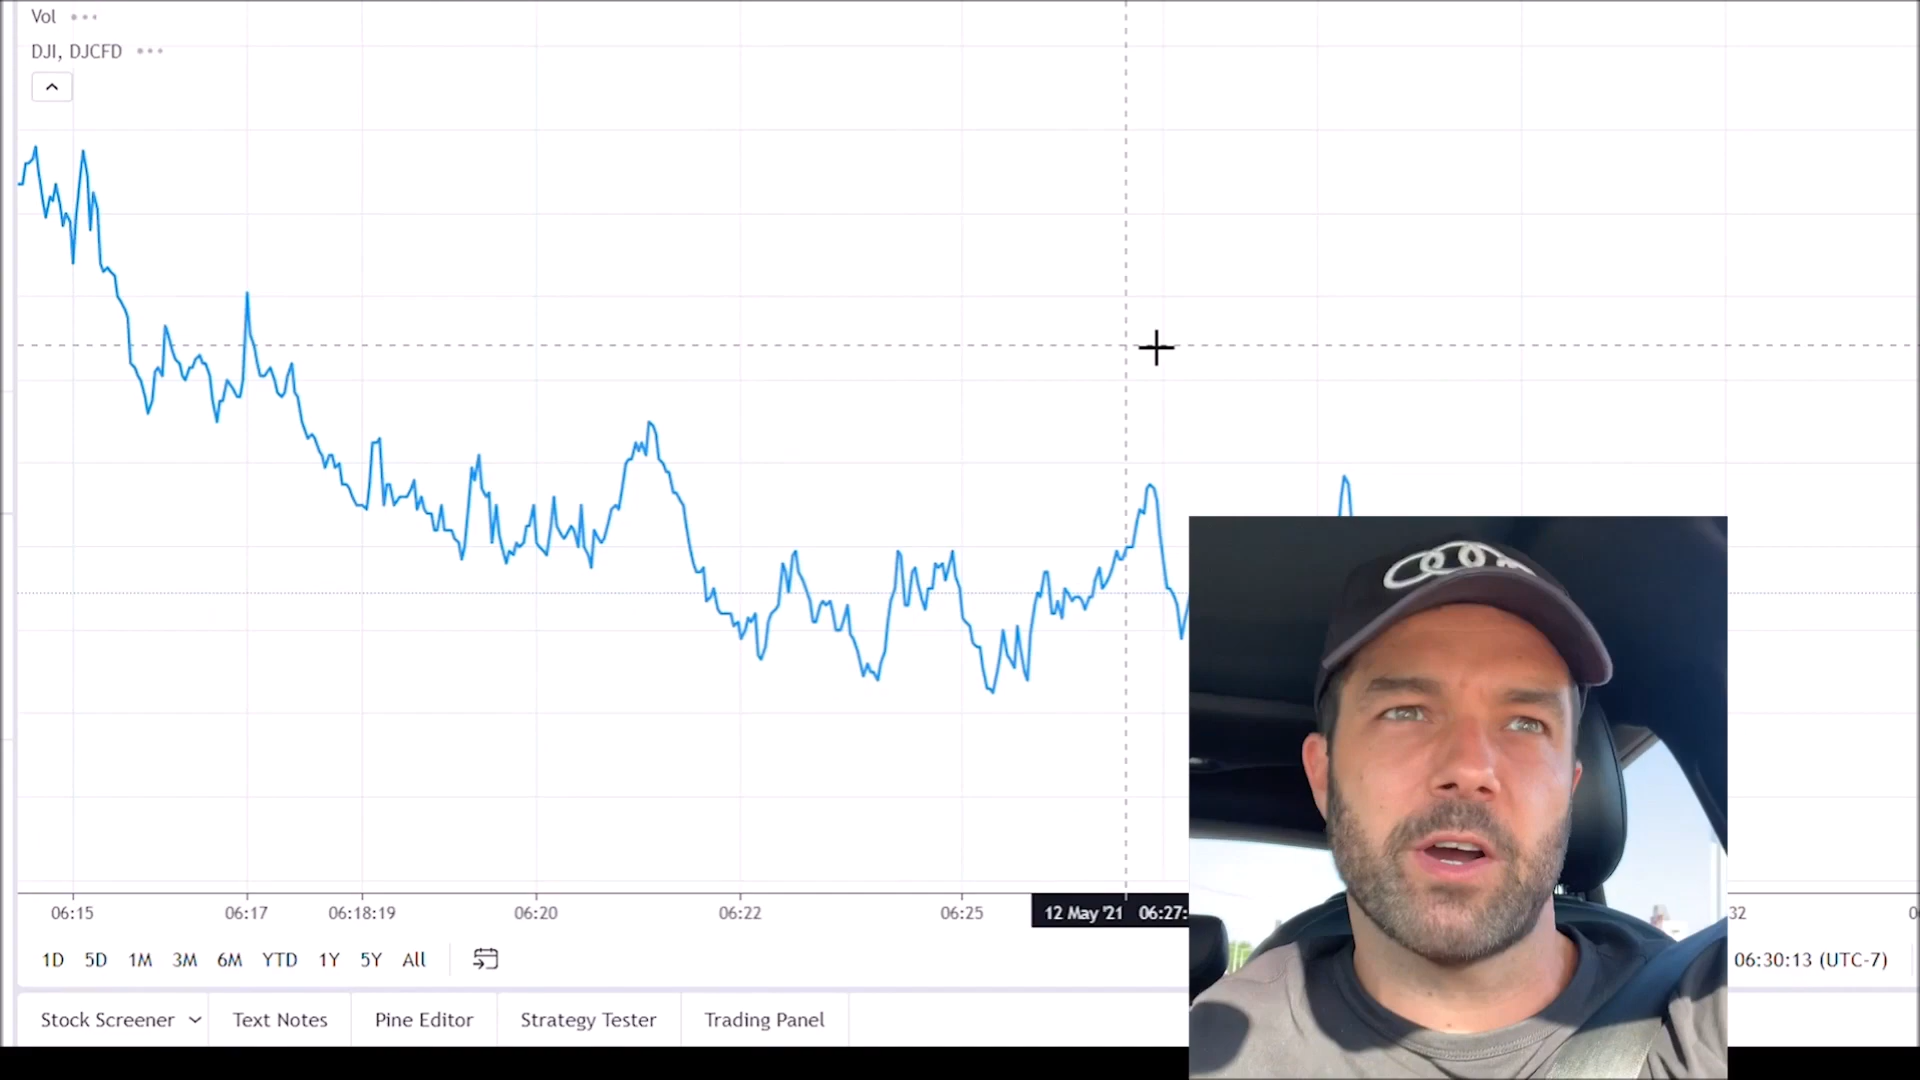 Vol
DJI, DJCFD
06:15 06:17 06:18:19 06:20 06:22 06:25 12 May '21 06:27: 32
1D 5D 1M 3M 6M YTD 1Y 5Y All 06:30:13 (UTC-7)
Stock Screener Text Notes Pine Editor Strategy Tester Trading Panel